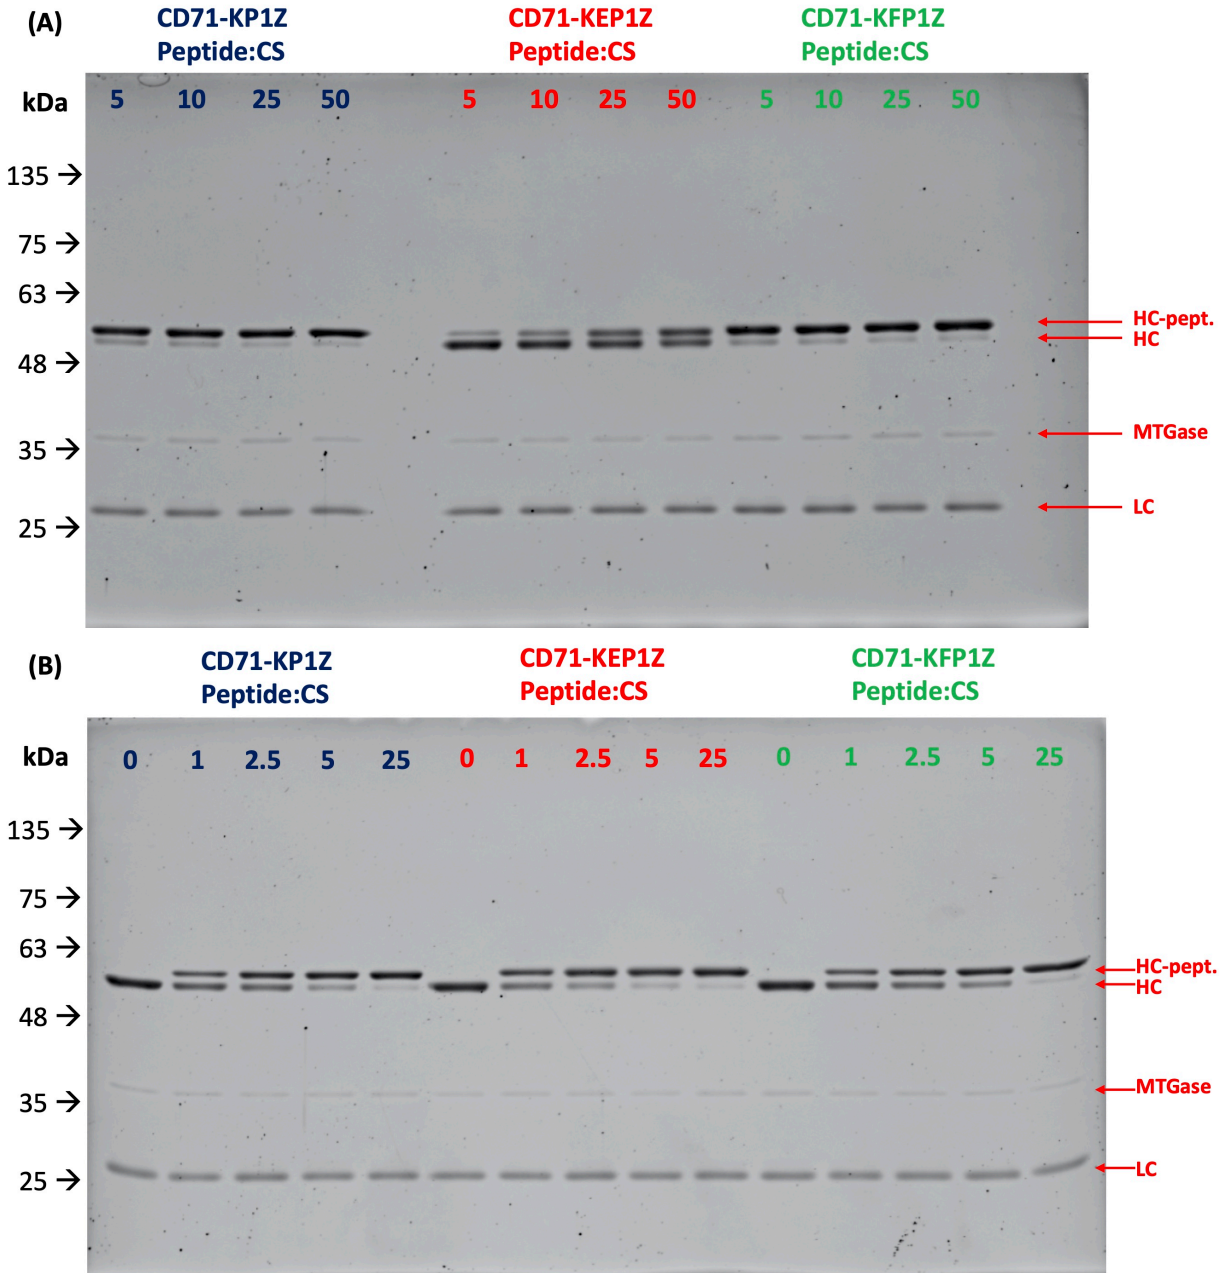 (A)
CD71-KP1Z
Peptide:CS
CD71-KEP1Z
Peptide:CS
CD71-KFP1Z
Peptide:CS
kDa
5 10 25 50 5 10 25 50 5 10 25 50
135 →
75 →
63 →
HC-pept.
HC
48 →
MTGase
35 →
LC
25 →
(B)
CD71-KP1Z
Peptide:CS
CD71-KEP1Z
Peptide:CS
CD71-KFP1Z
Peptide:CS
kDa
0 1 2.5 5 25 0 1 2.5 5 25 0 1 2.5 5 25
135 →
75 →
63 →
HC-pept.
HC
48 →
MTGase
35 →
LC
25 →